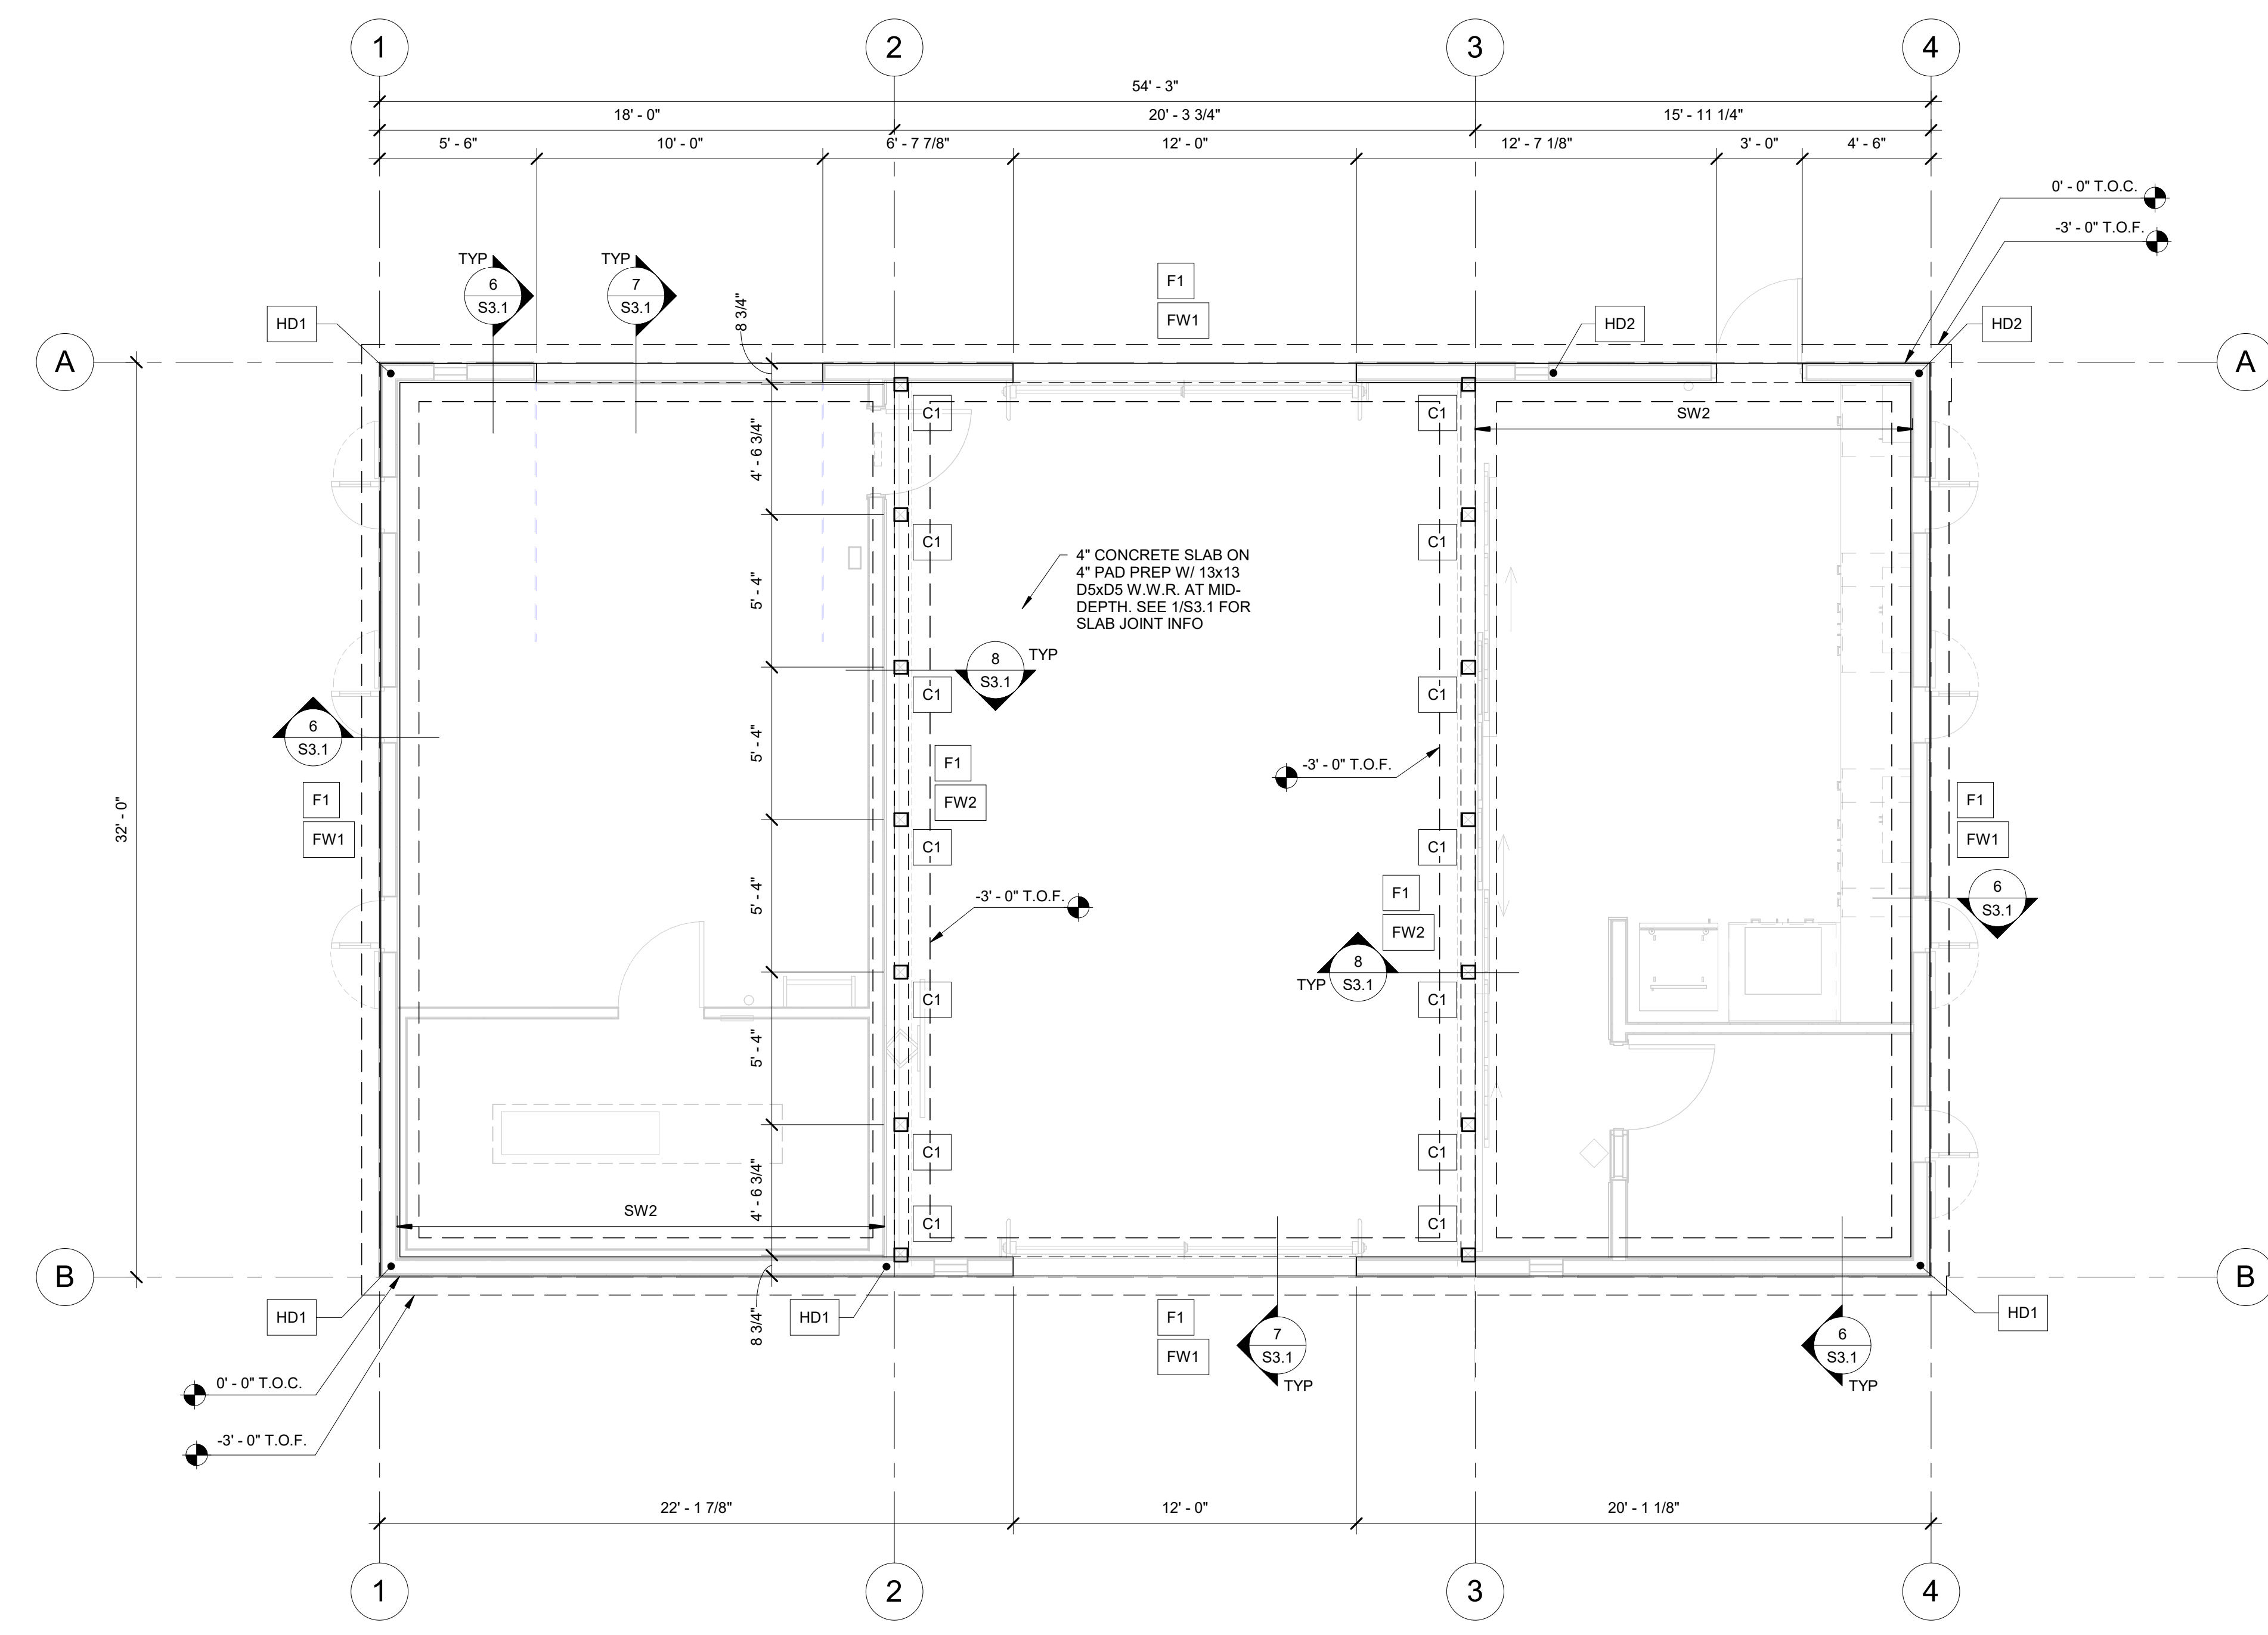 1
2
3
4
54' - 3"
18' - 0"
20' - 3 3/4"
15' - 11 1/4"
5' - 6"
10' - 0"
6' - 7 7/8"
12' - 0"
12' - 7 1/8"
3' - 0"
4' - 6"
0' - 0" T.O.C.
-3' - 0" T.O.F.
TYP
6
S3.1
TYP
7
S3.1
8 3/4"
F1
FW1
HD1
HD2
HD2
A
A
C1
C1
SW2
4' - 6 3/4"
C1
C1
4" CONCRETE SLAB ON
4" PAD PREP W/ 13x13
D5xD5 W.W.R. AT MID-
DEPTH. SEE 1/S3.1 FOR
SLAB JOINT INFO
5' - 4"
8
S3.1
TYP
C1
C1
6
S3.1
5' - 4"
F1
FW2
-3' - 0" T.O.F.
F1
FW1
F1
FW1
32' - 0"
C1
C1
5' - 4"
-3' - 0" T.O.F.
F1
FW2
6
S3.1
8
S3.1
TYP
C1
C1
5' - 4"
C1
C1
4' - 6 3/4"
SW2
C1
C1
B
B
HD1
8 3/4"
HD1
F1
FW1
7
S3.1
TYP
6
S3.1
TYP
HD1
0' - 0" T.O.C.
-3' - 0" T.O.F.
22' - 1 7/8"
12' - 0"
20' - 1 1/8"
1
2
3
4